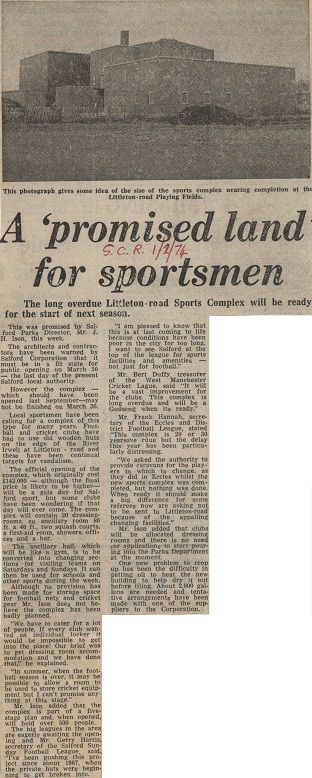 This photograph gives some idea of the size of the sports complex nearing completion at the
Littleton-road Playing Fields.
A 'promised land'
S.C.R. 1/2/74
for sportsmen
The long overdue Littleton-road Sports Complex will be ready
for the start of next season.
This was promised by Sal-
ford Parks Director, Mr. J.
H. Ison, this week.
The architects and contrac-
tors have been warned by
Salford Corporation that it
must be in a fit state for
public opening on March 30
— the last day of the present
Salford local authority.
However the complex —
which should have been
opened last September—may
not be finished on March 30.
Local sportsmen have been
calling for a complex of this
type for many years. Foot-
ball and cricket clubs have
had to use old wooden huts
on the edge of the River
Irwell at Littleton - road and
these have been continual
targets for vandalism.
The official opening of the
complex, which originally cost
£142,000 — although the final
price is likely to be higher—
will be a gala day for Sal-
ford sport, but some clubs
have been wondering if that
day will ever come. The com-
plex will contain 30 dressing-
rooms, an ancillary room 80
ft. x 40 ft., two squash courts,
a first-aid room, showers, offi-
ces and a bar.
The ancillary hall, which
will be like a gym, is to be
converted into changing sec-
tions for visiting teams on
Saturdays and Sundays. It can
then be used for schools and
other sports during the week.
Although no provision has
been made for storage space
for football nets and cricket
gear Mr. Ison does not be-
lieve the complex has been
badly planned.
"We have to cater for a lot
of people. If every club wan-
ted an individual locker it
would be impossible to get
into the place! Our brief was
to get dressing room accom-
modation and we have done
that," he explained.
"In summer, when the foot-
ball season is over, it may be
possible to allow a room to
be used to store cricket equip-
ment but I can't promise any-
thing at this stage."
Mr. Ison added that the
complex is part of a five-
stage plan and, when opened,
will hold over 500 people.
The big leagues in the area
are eagerly awaiting the open-
ing and Mr. Gerry Harris,
secretary of the Salford Sun-
day Football League, said,
"I've been pushing this pro-
ject since about 1967, when
the private huts were begin-
ning to get broken into.
"I am pleased to know that
this is at last coming to life
because conditions have been
poor in the city for too long.
I want to see Salford at the
top of the league for sports
facilities and amenities —
not just for football."
Mr. Bert Duffy, treasurer
of the West Manchester
Cricket Lague, said "It will
be a vast improvement for
the clubs. This complex is
long overdue and will be a
Godsend when its ready."
Mr. Frank Hannah, secre-
tary of the Eccles and Dis-
trict Football League, stated
"This complex is 29 or 30
years overdue but the delay
this year has been particu-
larly distressing.
"We asked the authority to
provide caravans for the play-
ers in which to change, as
they did in Eccles whilst the
new sports complex was com-
pleted, but nothing was done.
When ready it should make
a big difference for some
referees now are asking not
to be sent to Littleton-road
because of the appalling
changing facilities."
Mr. Ison added that clubs
will be allocated dressing
rooms and there is no need
for applications to start pour-
ing into the Parks Department
at the moment.
One new problem to crop
up has been the difficulty in
getting oil to heat the new
building to help dry it out
before tiling. About 2,000 gal-
lons are needed and tenta-
tive arrangements have been
made with one of the sup-
pliers to the Corporation.